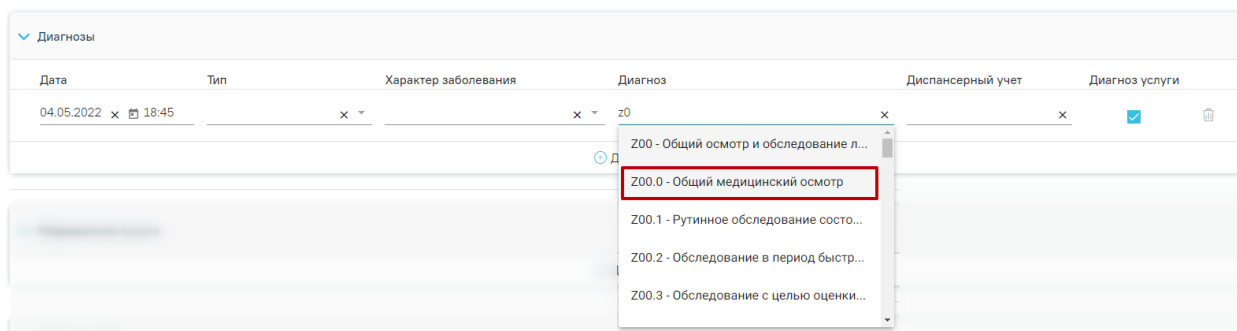 Диагнозы
Дата Тип Характер заболевания Диагноз Диспансерный учет Диагноз услуги
04.05.2022 18:45 z0
Z00 - Общий осмотр и обследование л...
Z00.0 - Общий медицинский осмотр
Z00.1 - Рутинное обследование состо...
Z00.2 - Обследование в период быстр...
Z00.3 - Обследование с целью оценки...